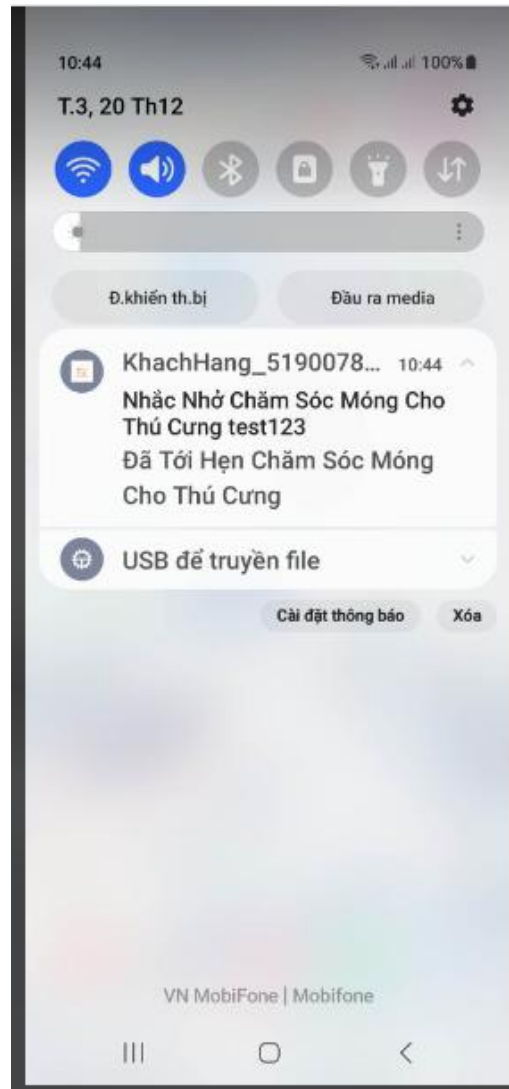 10:44 100%
T.3, 20 Th12
Đ.khiển th.bị Đầu ra media
KhachHang_5190078... 10:44
Nhắc Nhở Chăm Sóc Móng Cho
Thú Cưng test123
Đã Tới Hẹn Chăm Sóc Móng
Cho Thú Cưng
USB để truyền file
Cài đặt thông báo Xóa
VN MobiFone | Mobifone